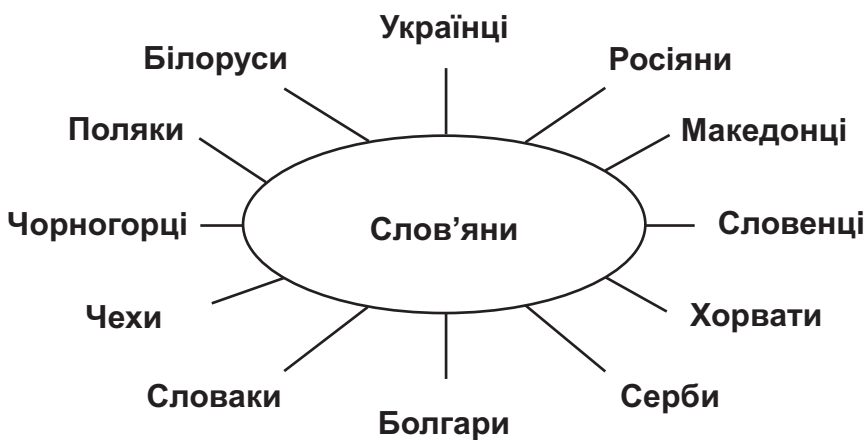 Українці
Білоруси
Росіяни
Поляки
Македонці
Чорногорці
Слов’яни
Словенці
Чехи
Хорвати
Словаки
Серби
Болгари